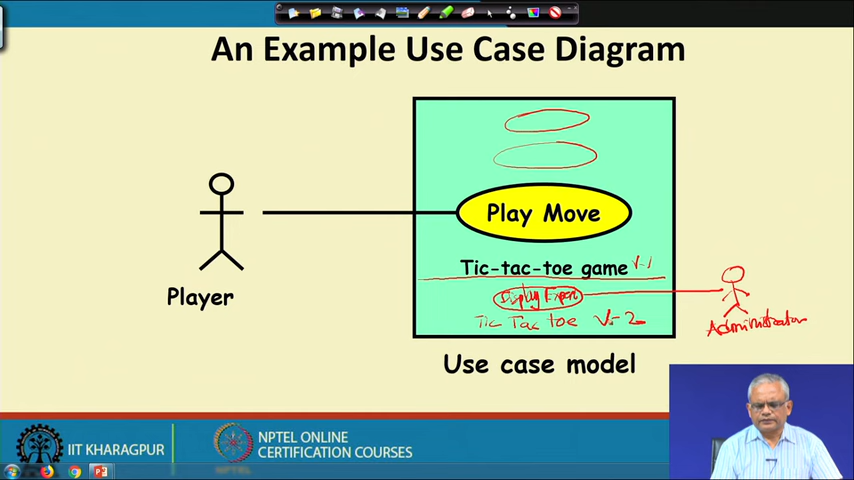 An Example Use Case Diagram
Play Move
Tic-tac-toe game V-1
Player
Display
Tic Tac toe V-2
Administrator
Use case model
IIT KHARAGPUR
NPTEL ONLINE
CERTIFICATION COURSES